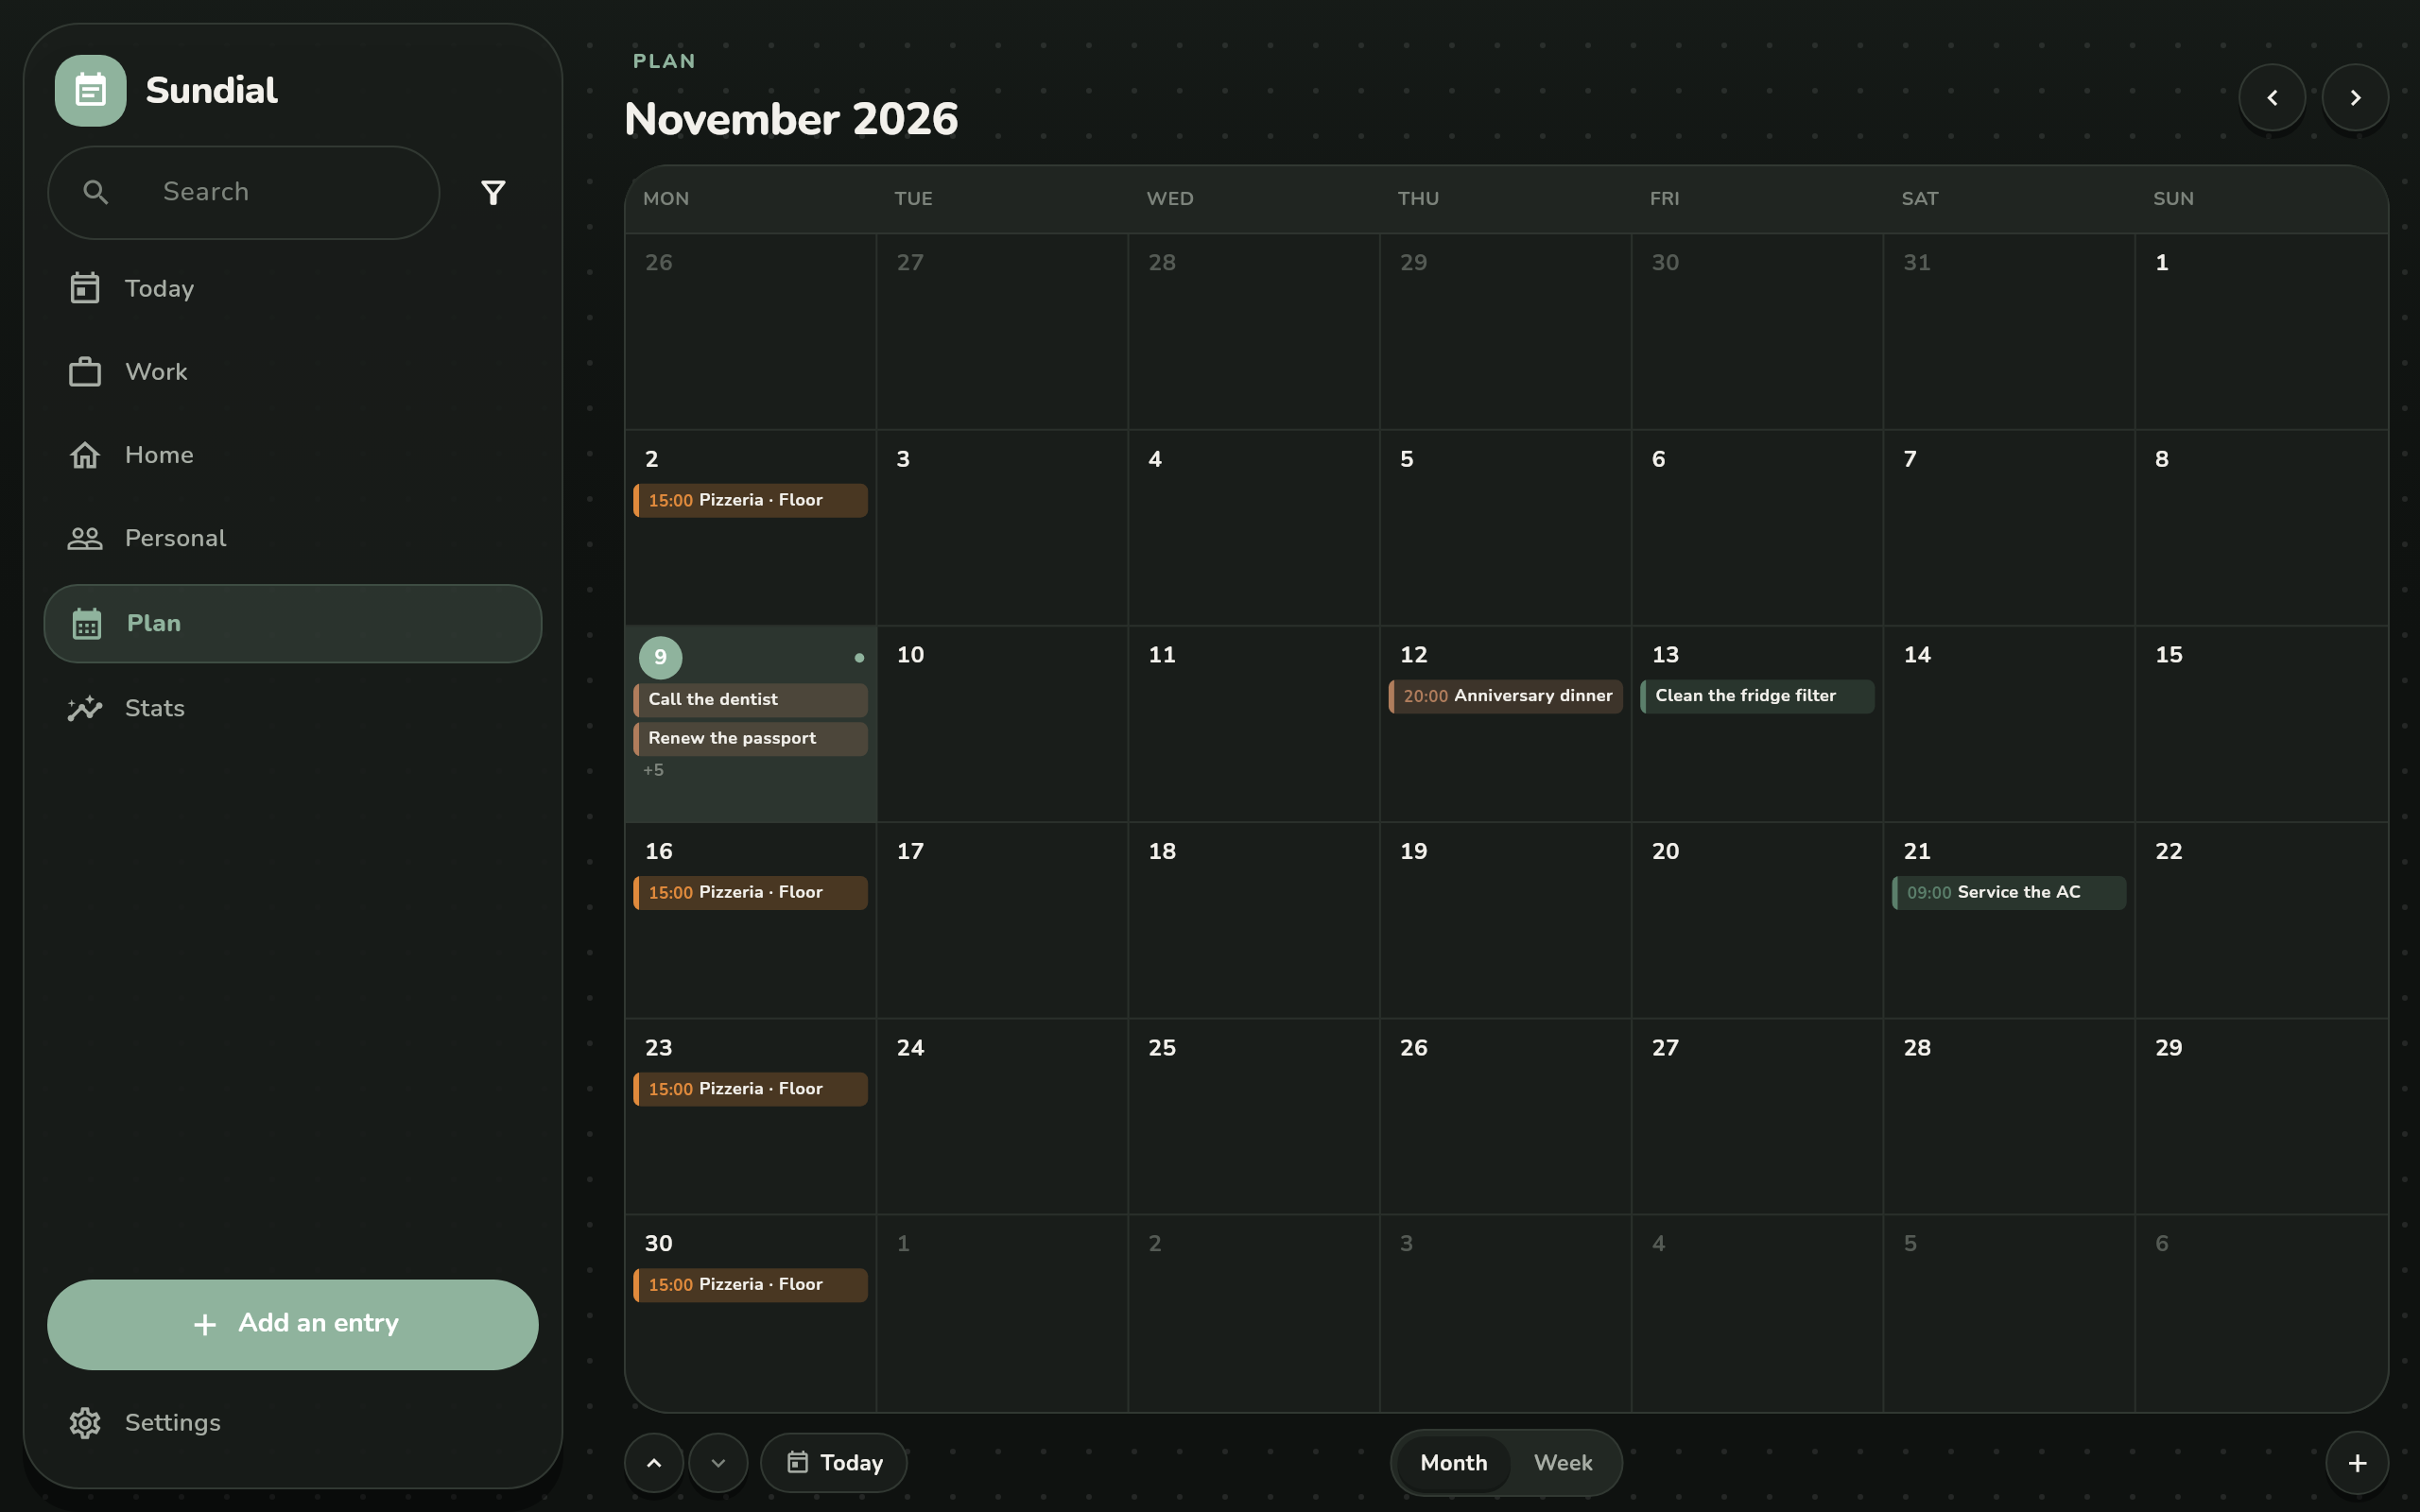 Sundial
Search
Today
Work
Home
Personal
Plan
Stats
Add an entry
Settings
PLAN
November 2026
MON TUE WED THU FRI SAT SUN
26 27 28 29 30 31 1
2 3 4 5 6 7 8
15:00 Pizzeria · Floor
9 10 11 12 13 14 15
Call the dentist 20:00 Anniversary dinner Clean the fridge filter
Renew the passport
+5
16 17 18 19 20 21 22
15:00 Pizzeria · Floor 09:00 Service the AC
23 24 25 26 27 28 29
15:00 Pizzeria · Floor
30 1 2 3 4 5 6
15:00 Pizzeria · Floor
Today Month Week